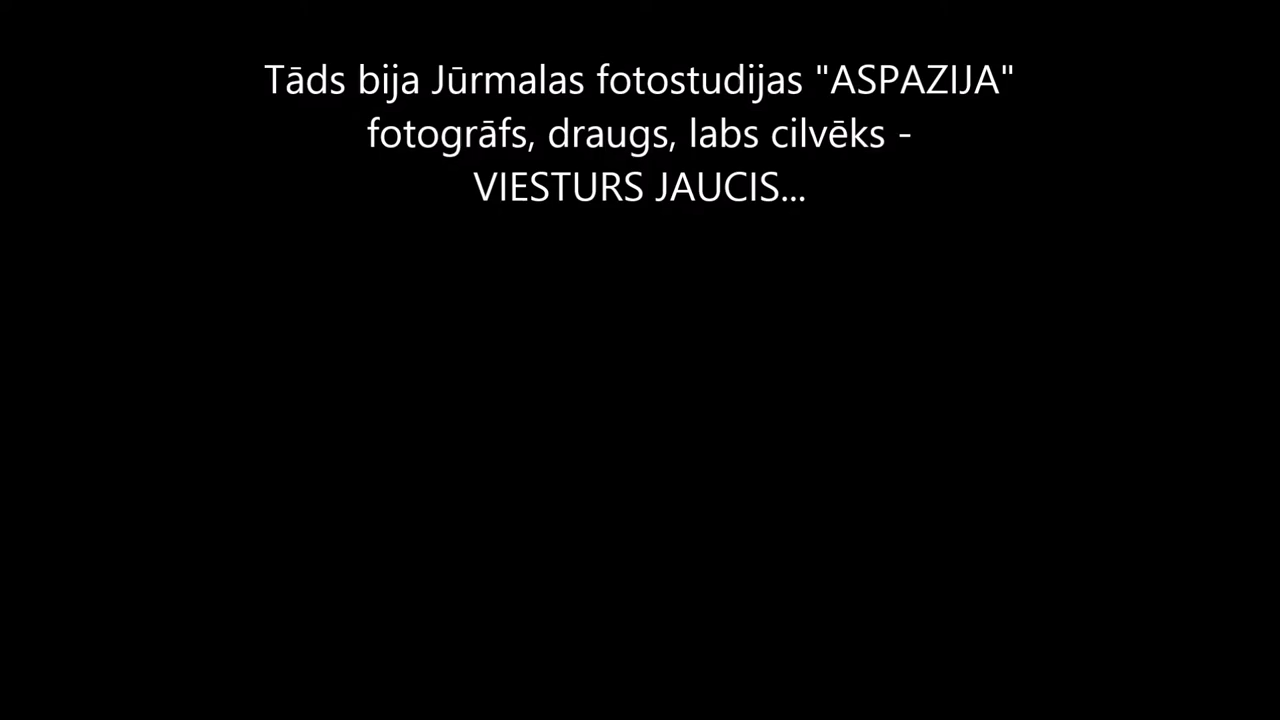 Tāds bija Jūrmalas fotostudijas "ASPAZIJA"
fotogrāfs, draugs, labs cilvēks -
VIESTURS JAUCIS...